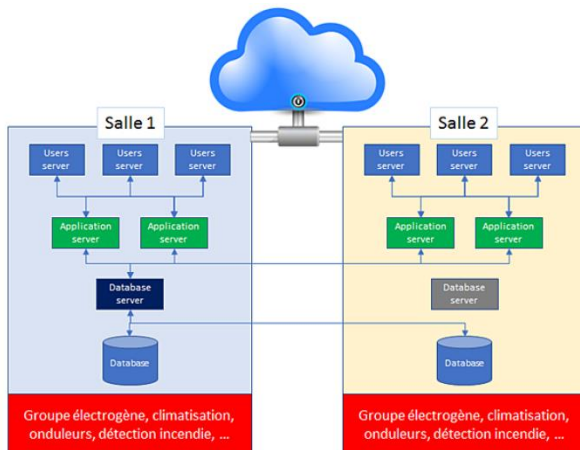 Salle 1
Salle 2
Users
server
Users
server
Users
server
Users
server
Users
server
Users
server
Application
server
Application
server
Application
server
Application
server
Database
server
Database
server
Database
Database
Groupe électrogène, climatisation,
onduleurs, détection incendie, ...
Groupe électrogène, climatisation,
onduleurs, détection incendie, ...